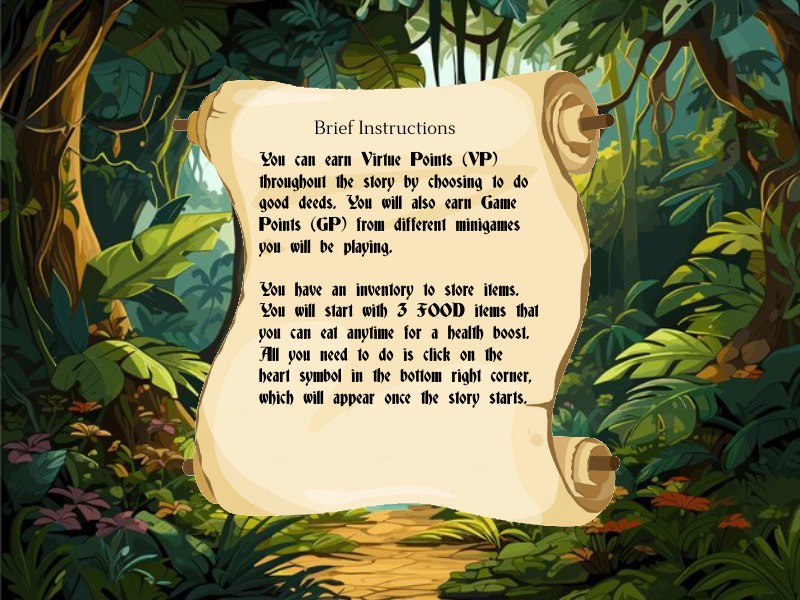 Brief Instructions
You can earn Virtue Points (VP)
throughout the story by choosing to do
good deeds. You will also earn Game
Points (GP) from different minigames
you will be playing.
You have an inventory to store items.
You will start with 3 FOOD items that
you can eat anytime for a health boost.
All you need to do is click on the
heart symbol in the bottom right corner,
which will appear once the story starts.